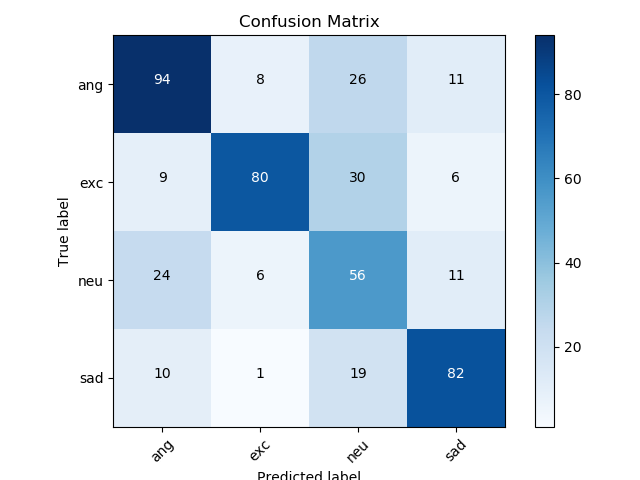 Confusion Matrix
ang 94 8 26 11
exc 9 80 30 6
neu 24 6 56 11
sad 10 1 19 82
ang exc neu sad
True label
Predicted label
80
60
40
20